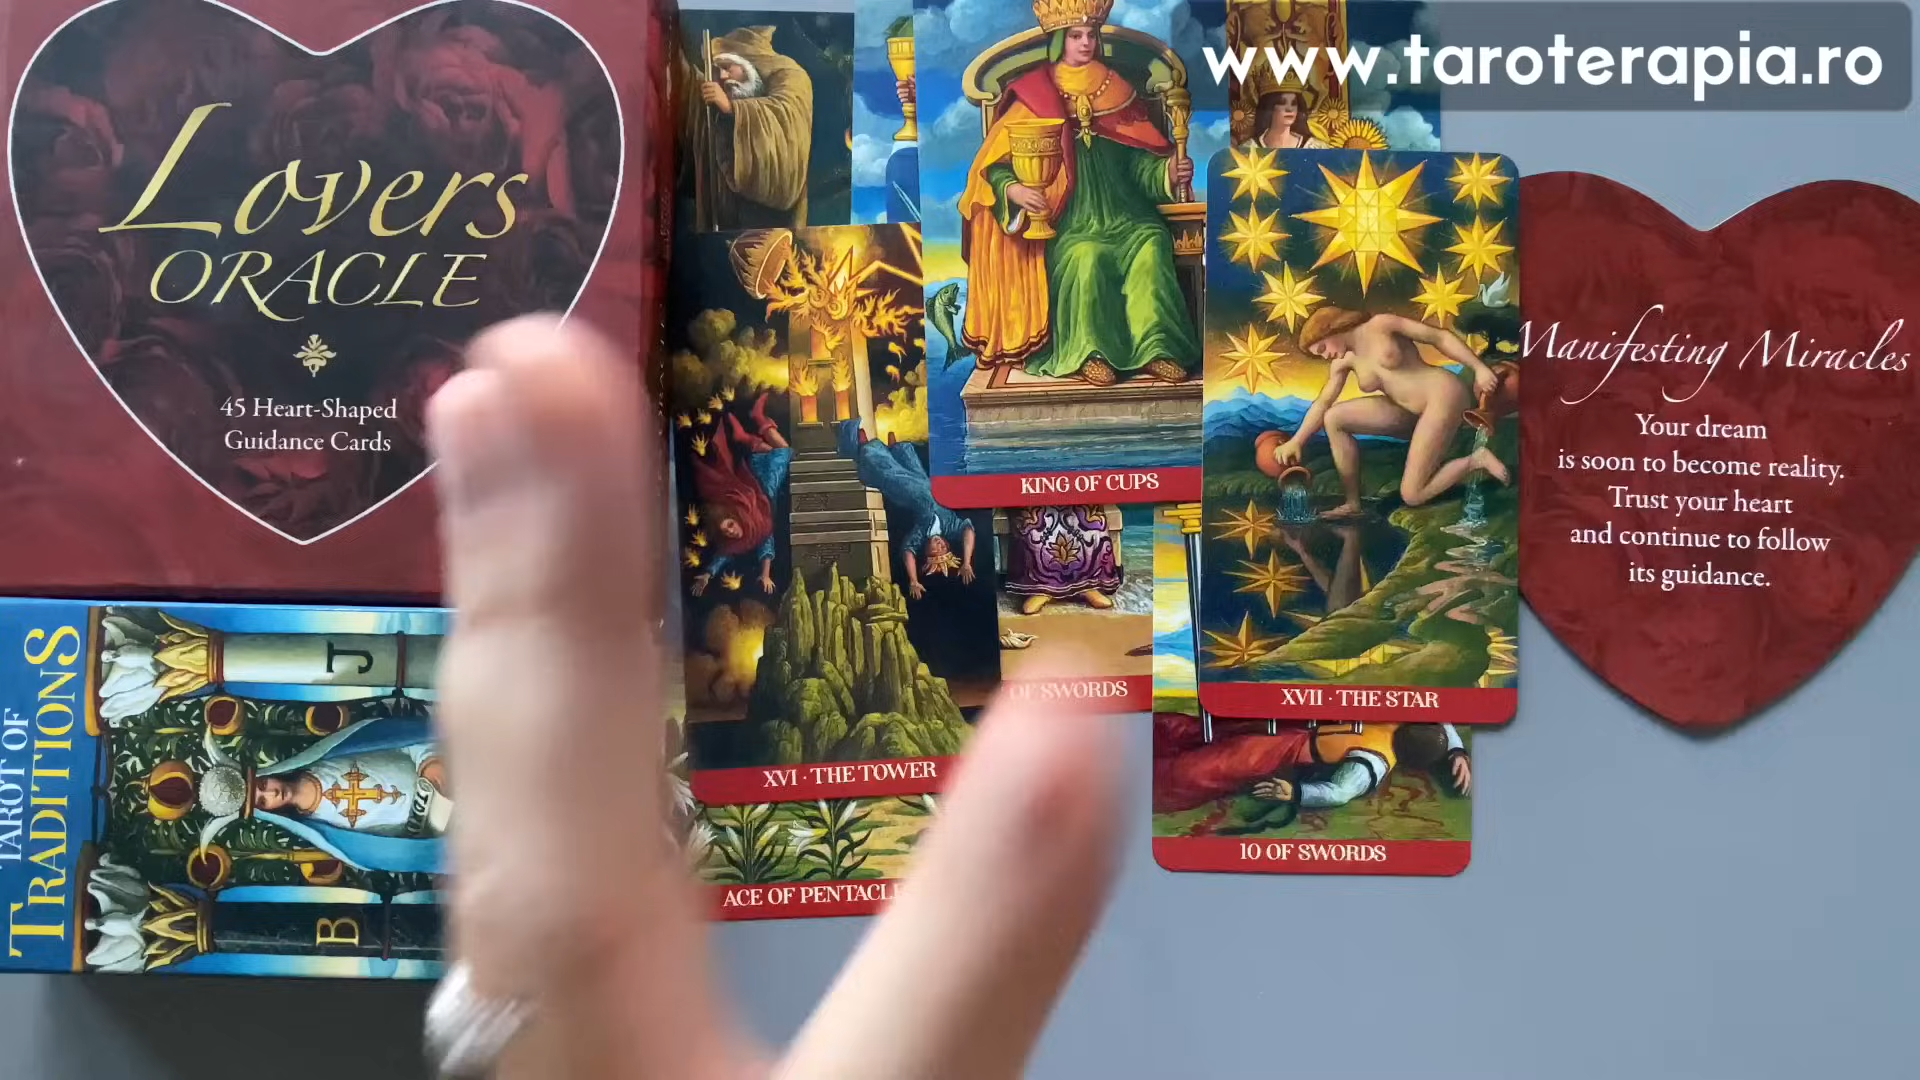 www.taroterapia.ro
Lovers
ORACLE
45 Heart-Shaped
Guidance Cards
KING OF CUPS
Manifesting Miracles
Your dream
is soon to become reality.
Trust your heart
and continue to follow
its guidance.
OF SWORDS
XVII · THE STAR
XVI · THE TOWER
10 OF SWORDS
ACE OF
TAROT OF
TRADITIONS
J
B